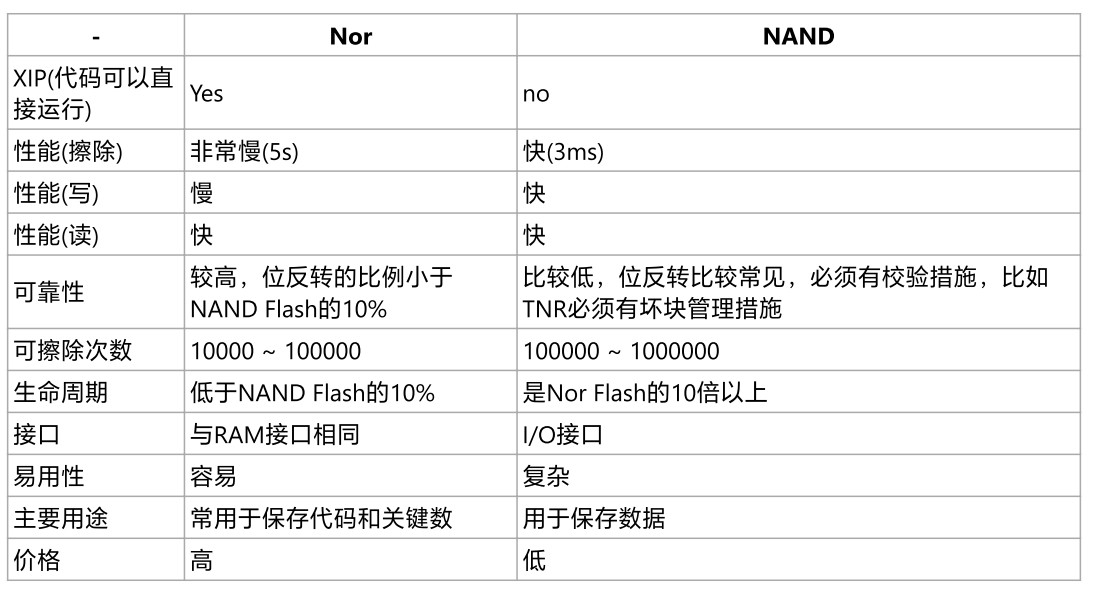 - Nor NAND
XIP(代码可以直
接运行) Yes no
性能(擦除) 非常慢(5s) 快(3ms)
性能(写) 慢 快
性能(读) 快 快
可靠性 较高，位反转的比例小于
NAND Flash的10% 比较低，位反转比较常见，必须有校验措施，比如
TNR必须有坏块管理措施
可擦除次数 10000 ~ 100000 100000 ~ 1000000
生命周期 低于NAND Flash的10% 是Nor Flash的10倍以上
接口 与RAM接口相同 I/O接口
易用性 容易 复杂
主要用途 常用于保存代码和关键数 用于保存数据
价格 高 低